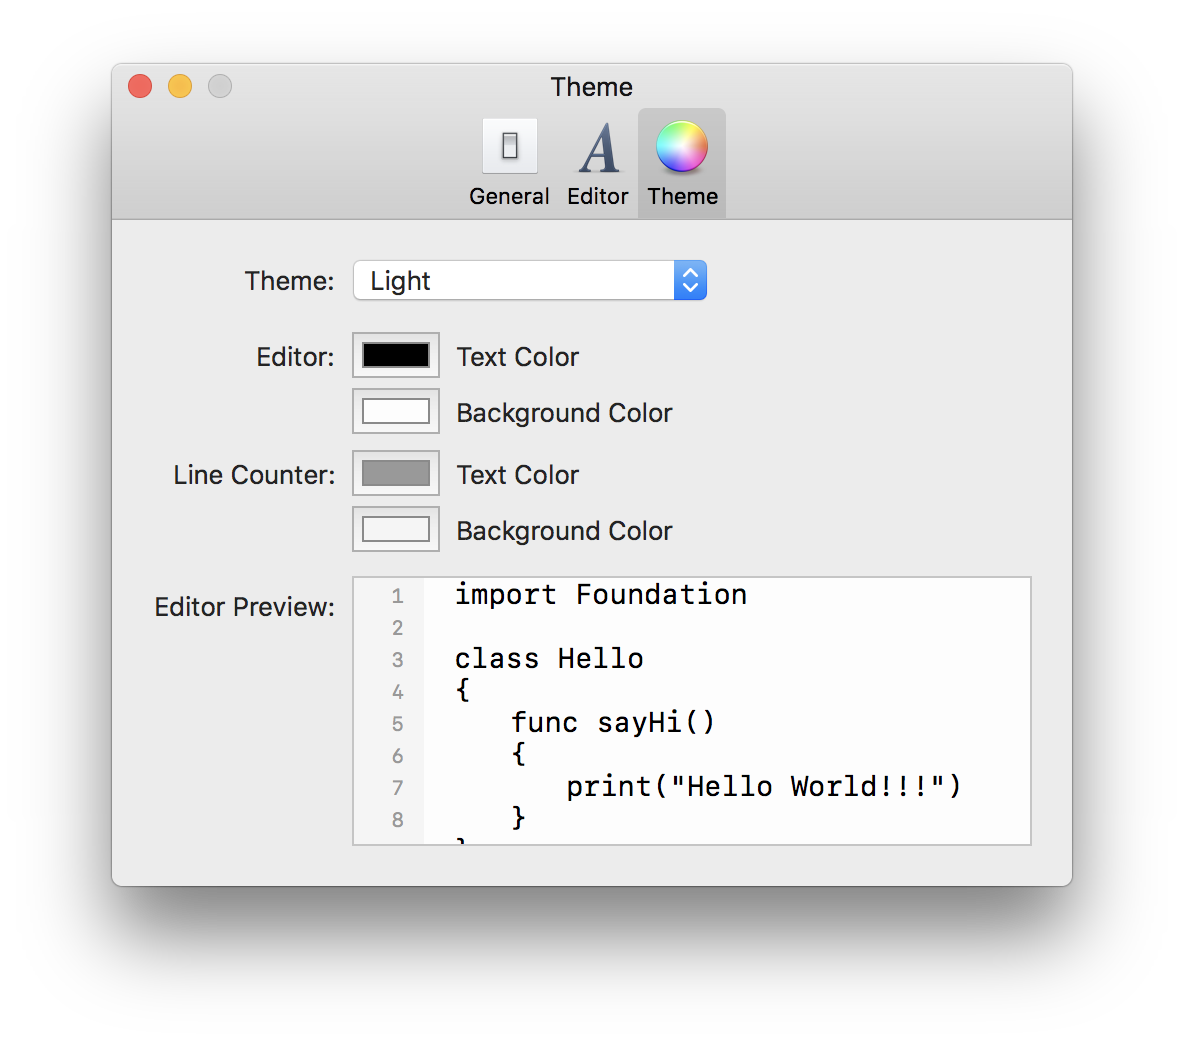 Theme
General Editor Theme
Theme: Light
Editor: Text Color
Background Color
Line Counter: Text Color
Background Color
Editor Preview:
1 import Foundation
2
3 class Hello
4 {
5 func sayHi()
6 {
7 print("Hello World!!!")
8 }